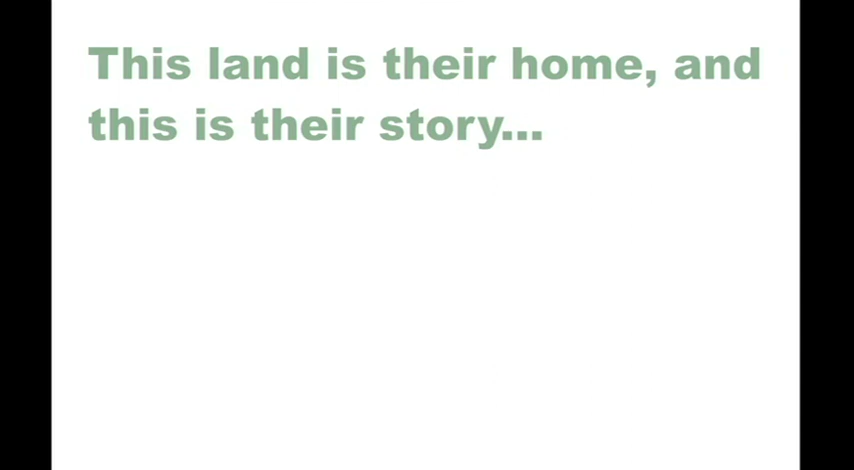 This land is their home, and
this is their story...